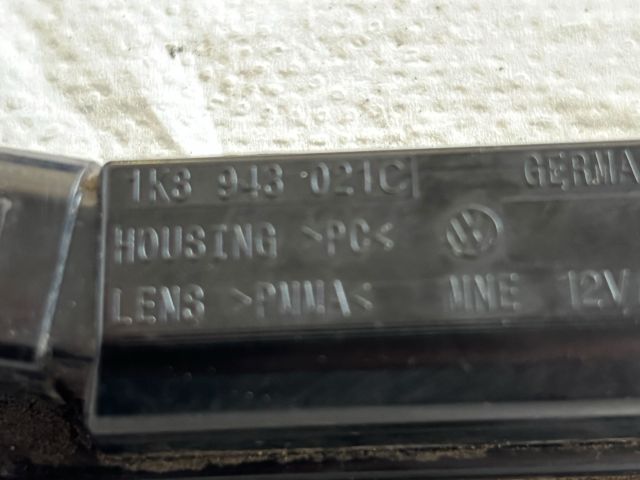 1K8 943 021C GERMA
HOUSING >PC<
LENS >PMMA< MNE 12V